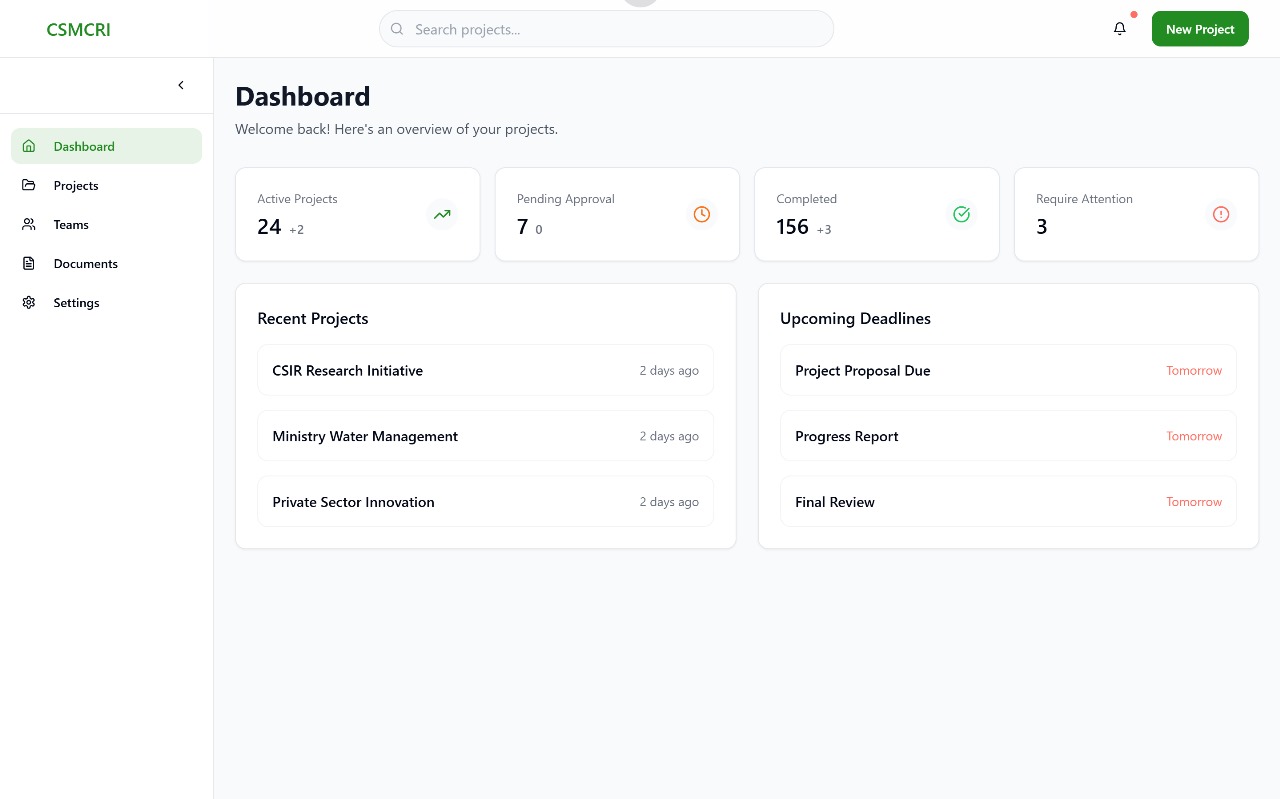 CSMCRI
Search projects...
New Project
Dashboard
Projects
Teams
Documents
Settings
Dashboard
Welcome back! Here's an overview of your projects.
Active Projects
24 +2
Pending Approval
7 0
Completed
156 +3
Require Attention
3
Recent Projects
CSIR Research Initiative 2 days ago
Ministry Water Management 2 days ago
Private Sector Innovation 2 days ago
Upcoming Deadlines
Project Proposal Due Tomorrow
Progress Report Tomorrow
Final Review Tomorrow